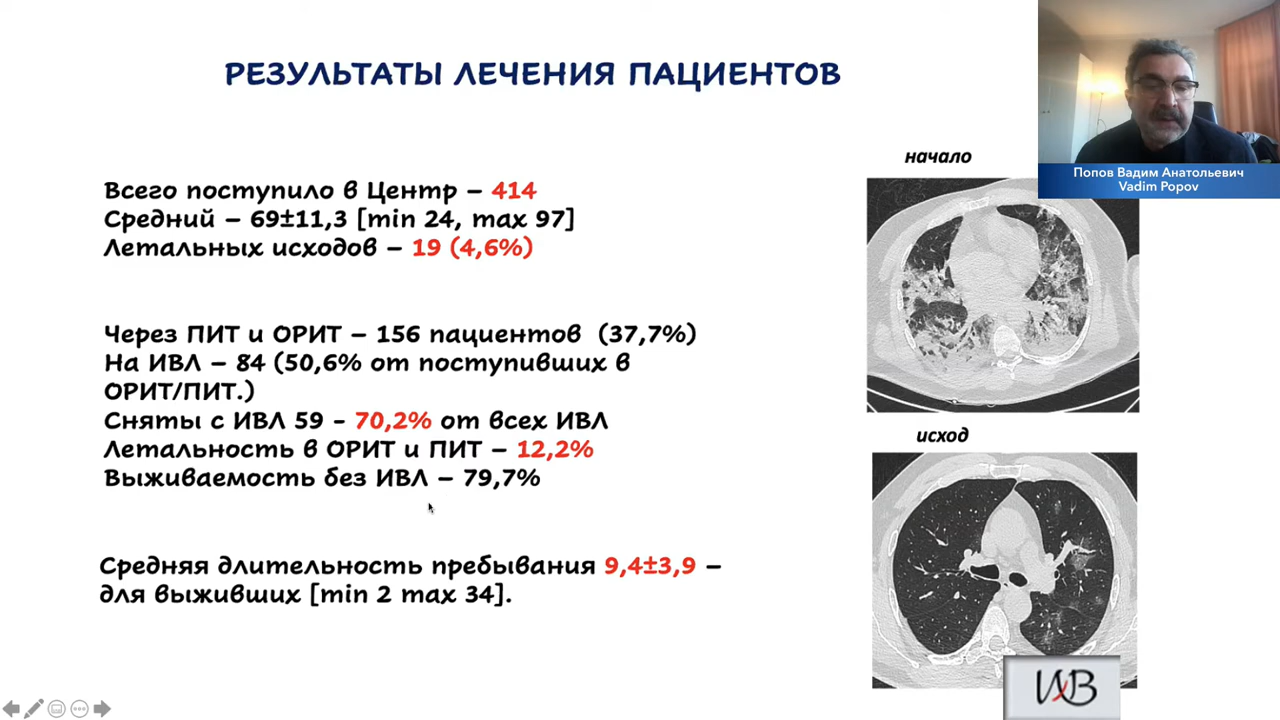 РЕЗУЛЬТАТЫ ЛЕЧЕНИЯ ПАЦИЕНТОВ
Всего поступило в Центр – 414
Средний – 69±11,3 [min 24, max 97]
Летальных исходов – 19 (4,6%)
Через ПИТ и ОРИТ – 156 пациентов (37,7%)
На ИВЛ – 84 (50,6% от поступивших в
ОРИТ/ПИТ.)
Сняты с ИВЛ 59 - 70,2% от всех ИВЛ
Летальность в ОРИТ и ПИТ – 12,2%
Выживаемость без ИВЛ – 79,7%
Средняя длительность пребывания 9,4±3,9 –
для выживших [min 2 max 34].
начало
исход
Попов Вадим Анатольевич
Vadim Popov